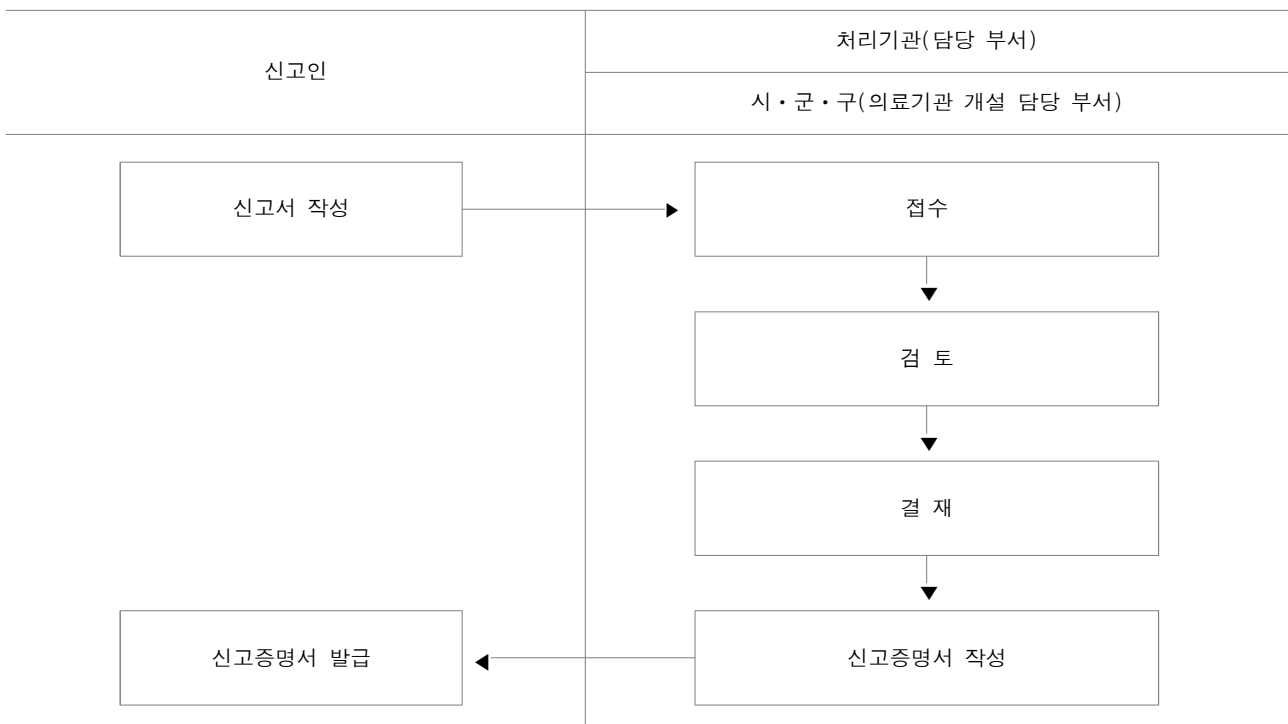 신고인
처리기관(담당 부서)
시・군・구(의료기관 개설 담당 부서)
신고서 작성
접수
검 토
결 재
신고증명서 발급
신고증명서 작성